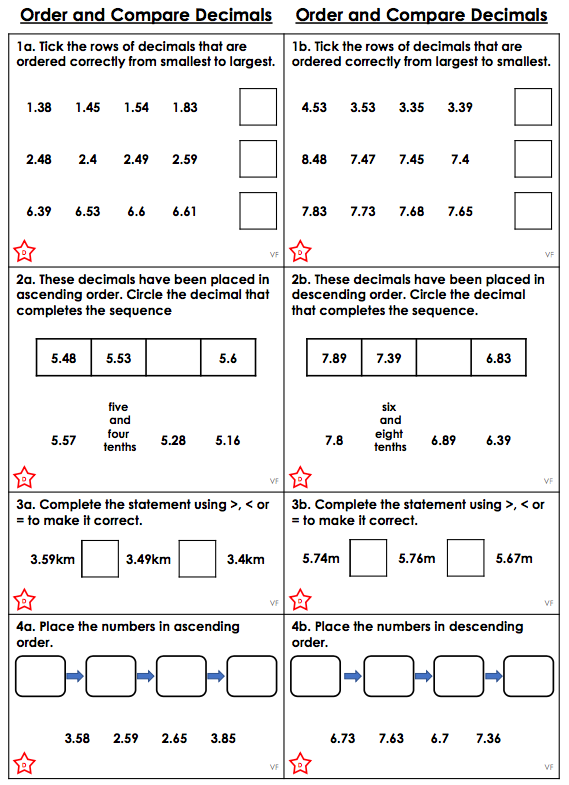 Order and Compare Decimals
1a. Tick the rows of decimals that are
ordered correctly from smallest to largest.
1.38 1.45 1.54 1.83
2.48 2.4 2.49 2.59
6.39 6.53 6.6 6.61
D
VF
2a. These decimals have been placed in
ascending order. Circle the decimal that
completes the sequence
5.48 5.53 5.6
5.57
five
and
four
tenths
5.28 5.16
D
VF
3a. Complete the statement using >, < or
= to make it correct.
3.59km 3.49km 3.4km
D
VF
4a. Place the numbers in ascending
order.
3.58 2.59 2.65 3.85
D
VF
Order and Compare Decimals
1b. Tick the rows of decimals that are
ordered correctly from largest to smallest.
4.53 3.53 3.35 3.39
8.48 7.47 7.45 7.4
7.83 7.73 7.68 7.65
D
VF
2b. These decimals have been placed in
descending order. Circle the decimal
that completes the sequence.
7.89 7.39 6.83
7.8
six
and
eight
tenths
6.89 6.39
D
VF
3b. Complete the statement using >, < or
= to make it correct.
5.74m 5.76m 5.67m
D
VF
4b. Place the numbers in descending
order.
6.73 7.63 6.7 7.36
D
VF